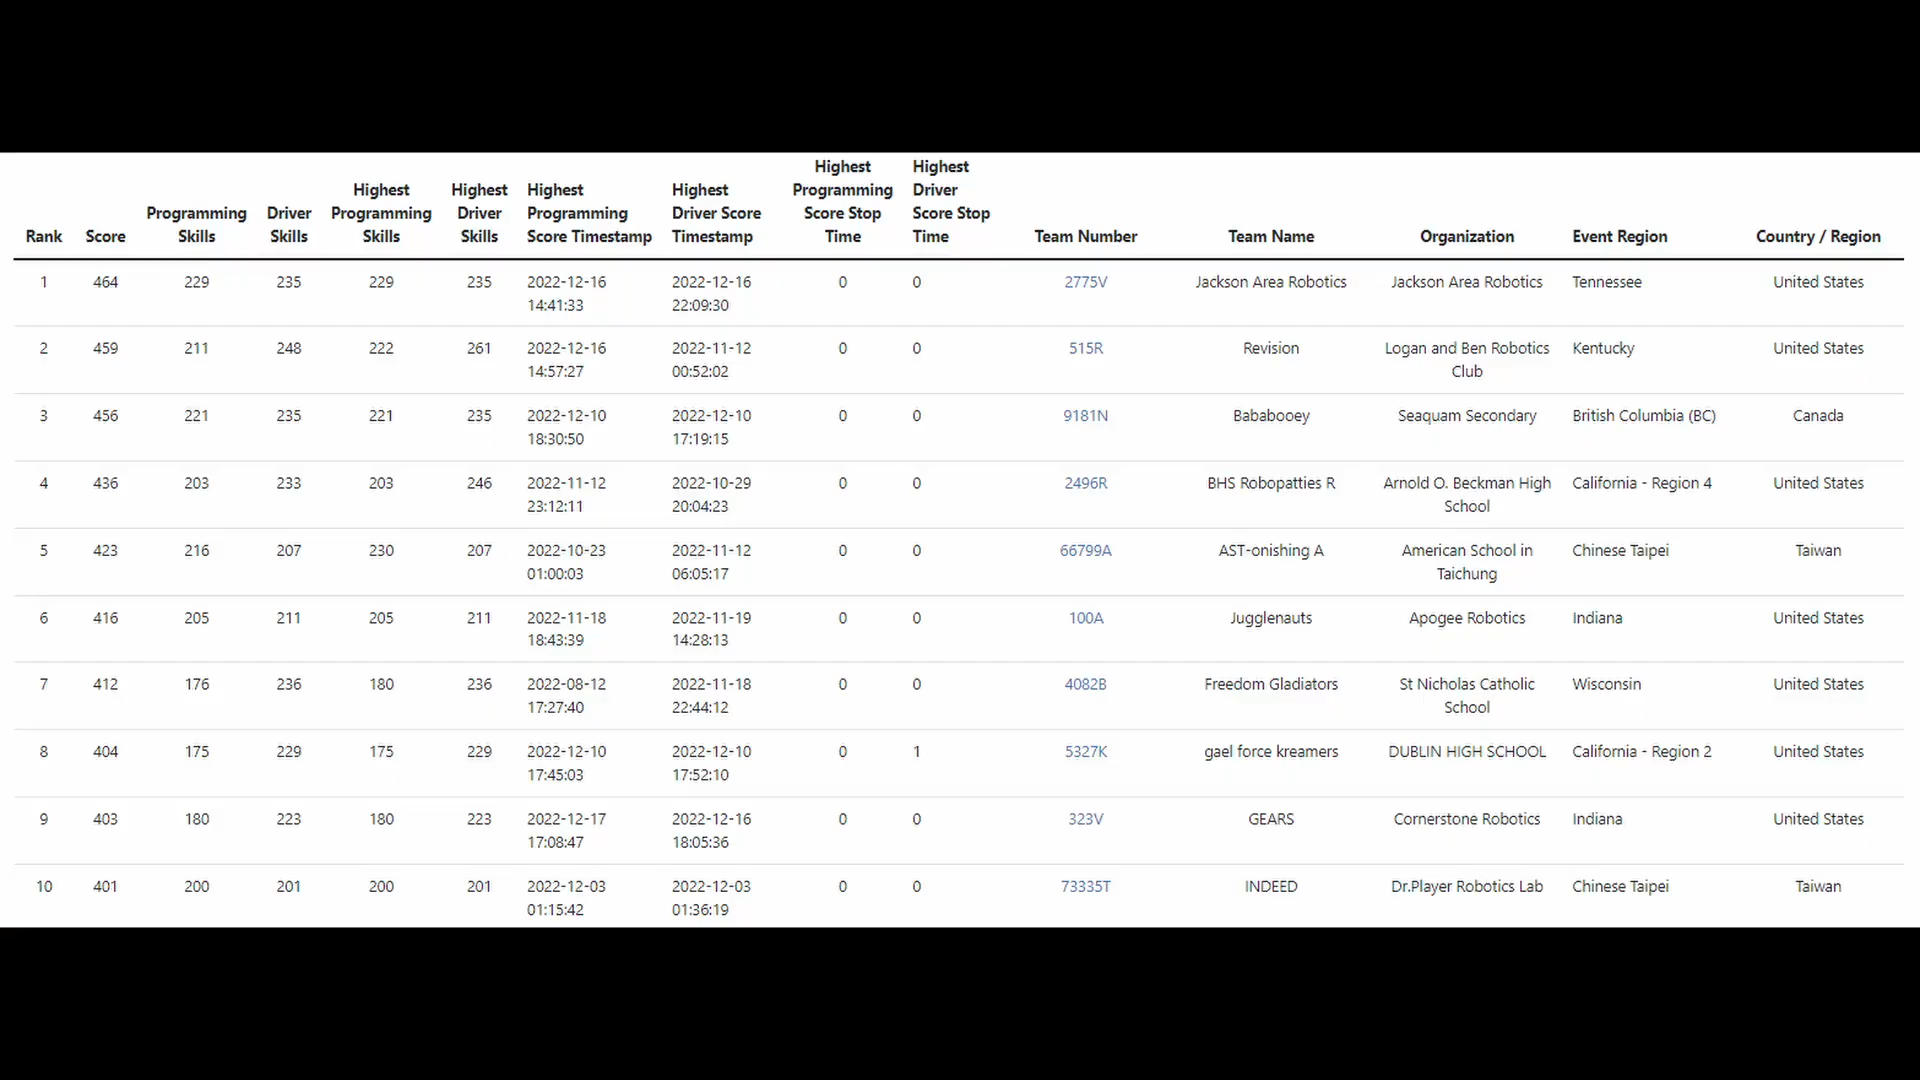 Rank Score Programming Skills Driver Skills Highest Programming Skills Highest Driver Skills Highest Programming Score Timestamp Highest Driver Score Timestamp Highest Programming Score Stop Time Highest Driver Score Stop Time Team Number Team Name Organization Event Region Country / Region
1 464 229 235 229 235 2022-12-16 14:41:33 2022-12-16 22:09:30 0 0 2775V Jackson Area Robotics Jackson Area Robotics Tennessee United States
2 459 211 248 222 261 2022-12-16 14:57:27 2022-11-12 00:52:02 0 0 515R Revision Logan and Ben Robotics Club Kentucky United States
3 456 221 235 221 235 2022-12-10 18:30:50 2022-12-10 17:19:15 0 0 9181N Bababooey Seaquam Secondary British Columbia (BC) Canada
4 436 203 233 203 246 2022-11-12 23:12:11 2022-10-29 20:04:23 0 0 2496R BHS Robopatties R Arnold O. Beckman High School California - Region 4 United States
5 423 216 207 230 207 2022-10-23 01:00:03 2022-11-12 06:05:17 0 0 66799A AST-onishing A American School in Taichung Chinese Taipei Taiwan
6 416 205 211 205 211 2022-11-18 18:43:39 2022-11-19 14:28:13 0 0 100A Jugglenauts Apogee Robotics Indiana United States
7 412 176 236 180 236 2022-08-12 17:27:40 2022-11-18 22:44:12 0 0 4082B Freedom Gladiators St Nicholas Catholic School Wisconsin United States
8 404 175 229 175 229 2022-12-10 17:45:03 2022-12-10 17:52:10 0 1 5327K gael force kreamers DUBLIN HIGH SCHOOL California - Region 2 United States
9 403 180 223 180 223 2022-12-17 17:08:47 2022-12-16 18:05:36 0 0 323V GEARS Cornerstone Robotics Indiana United States
10 401 200 201 200 201 2022-12-03 01:15:42 2022-12-03 01:36:19 0 0 73335T INDEED Dr.Player Robotics Lab Chinese Taipei Taiwan